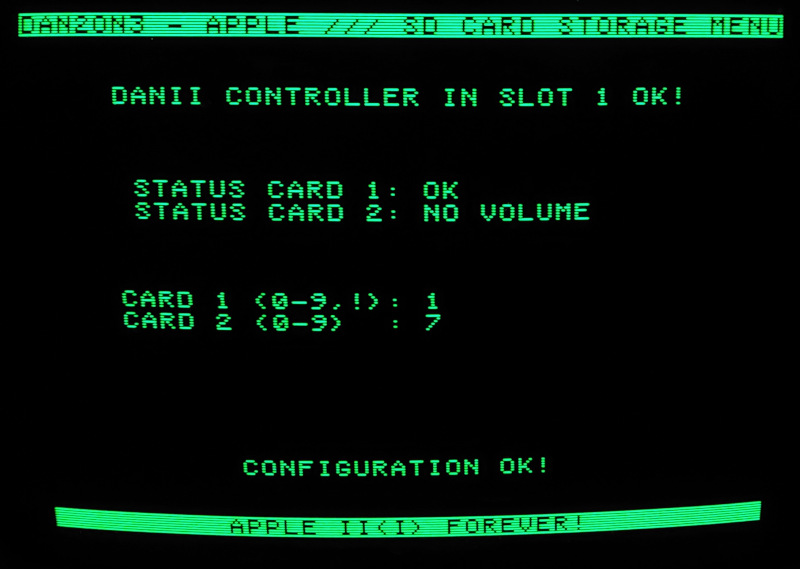 DAN2ON3 - APPLE /// SD CARD STORAGE MENU
DANII CONTROLLER IN SLOT 1 OK!
STATUS CARD 1: OK
STATUS CARD 2: NO VOLUME
CARD 1 (0-9,!): 1
CARD 2 (0-9)  : 7
CONFIGURATION OK!
APPLE II(I) FOREVER!